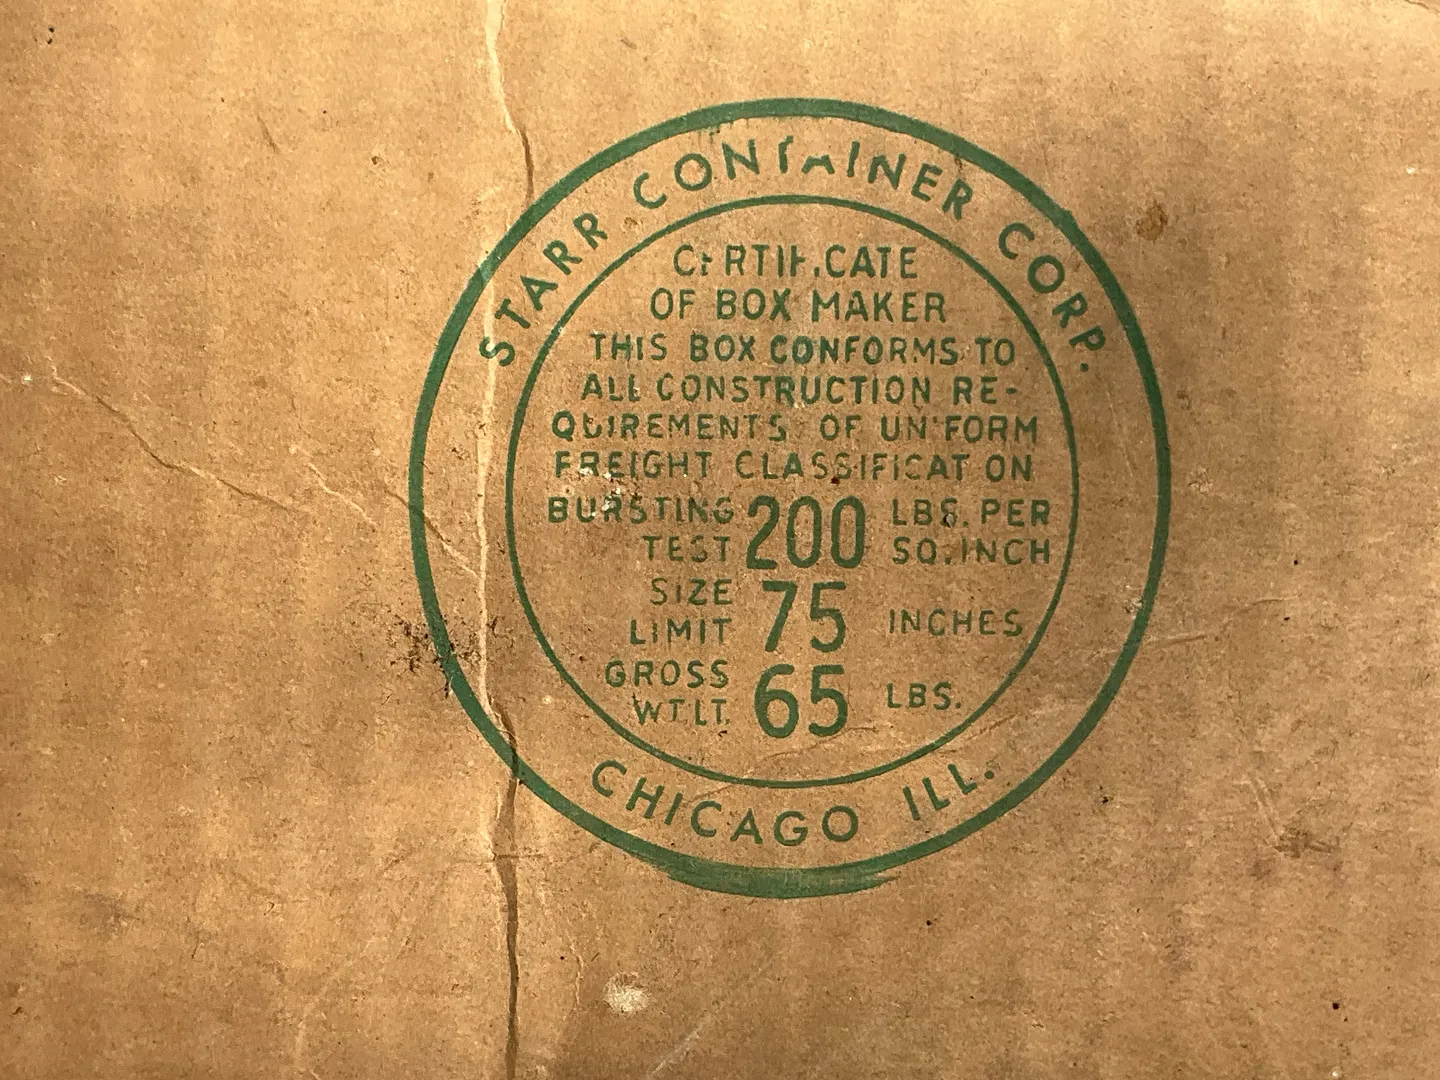 STARR CONTAINER CORP.
CERTIFICATE
OF BOX MAKER
THIS BOX CONFORMS TO
ALL CONSTRUCTION RE-
QUIREMENTS OF UNIFORM
FREIGHT CLASSIFICATION
BURSTING TEST 200 LBS. PER SQ. INCH
SIZE LIMIT 75 INCHES
GROSS WT. LT. 65 LBS.
CHICAGO ILL.